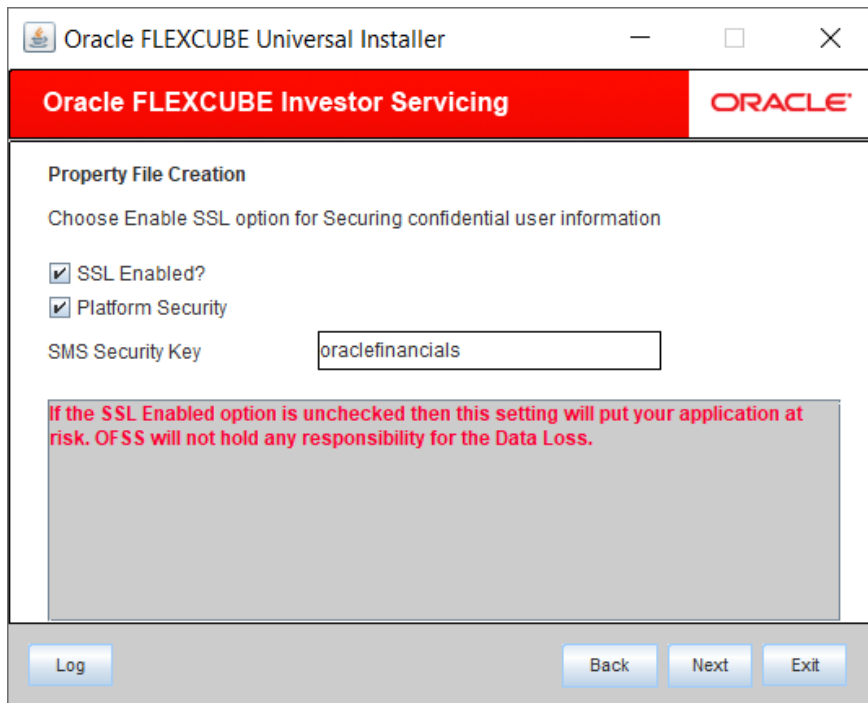 Oracle FLEXCUBE Universal Installer
Oracle FLEXCUBE Investor Servicing
ORACLE
Property File Creation
Choose Enable SSL option for Securing confidential user information
SSL Enabled?
Platform Security
SMS Security Key
oraclefinancials
If the SSL Enabled option is unchecked then this setting will put your application at
risk. OFSS will not hold any responsibility for the Data Loss.
Log
Back
Next
Exit